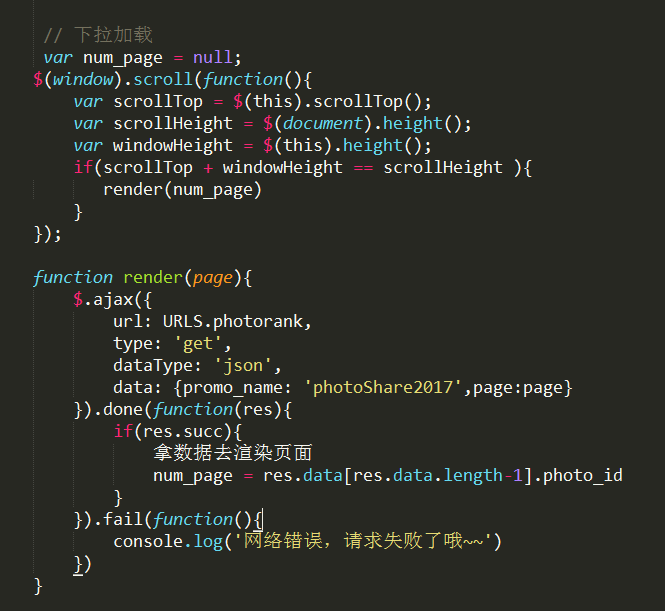 // 下拉加载
var num_page = null;
$(window).scroll(function(){
var scrollTop = $(this).scrollTop();
var scrollHeight = $(document).height();
var windowHeight = $(this).height();
if(scrollTop + windowHeight == scrollHeight ){
render(num_page)
}
});
function render(page){
$.ajax({
url: URLS.photorank,
type: 'get',
dataType: 'json',
data: {promo_name: 'photoShare2017',page:page}
}).done(function(res){
if(res.succ){
拿数据去渲染页面
num_page = res.data[res.data.length-1].photo_id
}
}).fail(function(){
console.log('网络错误，请求失败了哦~~')
})
}